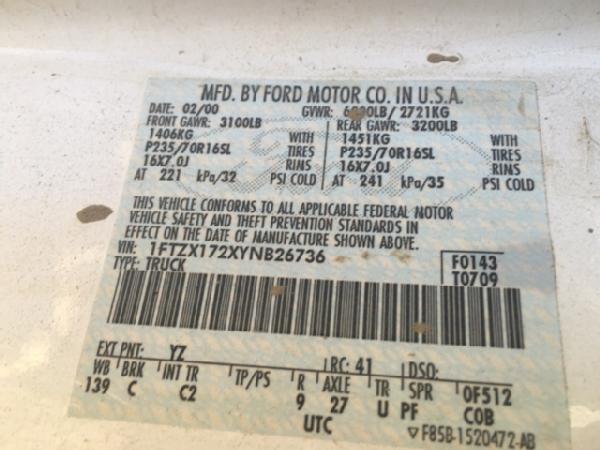 MFD. BY FORD MOTOR CO. IN U.S.A.
DATE: 02/00 GVWR: 6000LB/ 2721KG
FRONT GAWR: 3100LB REAR GAWR: 3200LB
1406KG WITH 1451KG WITH
P235/70R16SL TIRES P235/70R16SL TIRES
16X7.0J RINS 16X7.0J RINS
AT 221 kPa/32 PSI COLD AT 241 kPa/35 PSI COLD
THIS VEHICLE CONFORMS TO ALL APPLICABLE FEDERAL MOTOR
VEHICLE SAFETY AND THEFT PREVENTION STANDARDS IN
EFFECT ON THE DATE OF MANUFACTURE SHOWN ABOVE.
VIN: 1FTZX172XYNB26736 F0143
TYPE: TRUCK T0709
EXT PNT: YZ RC: 41 DSO:
WB BRK INT TR TP/PS R AXLE TR SPR 0F512
139 C C2 9 27 U PF COB
UTC
▽F85B-1520472-AB